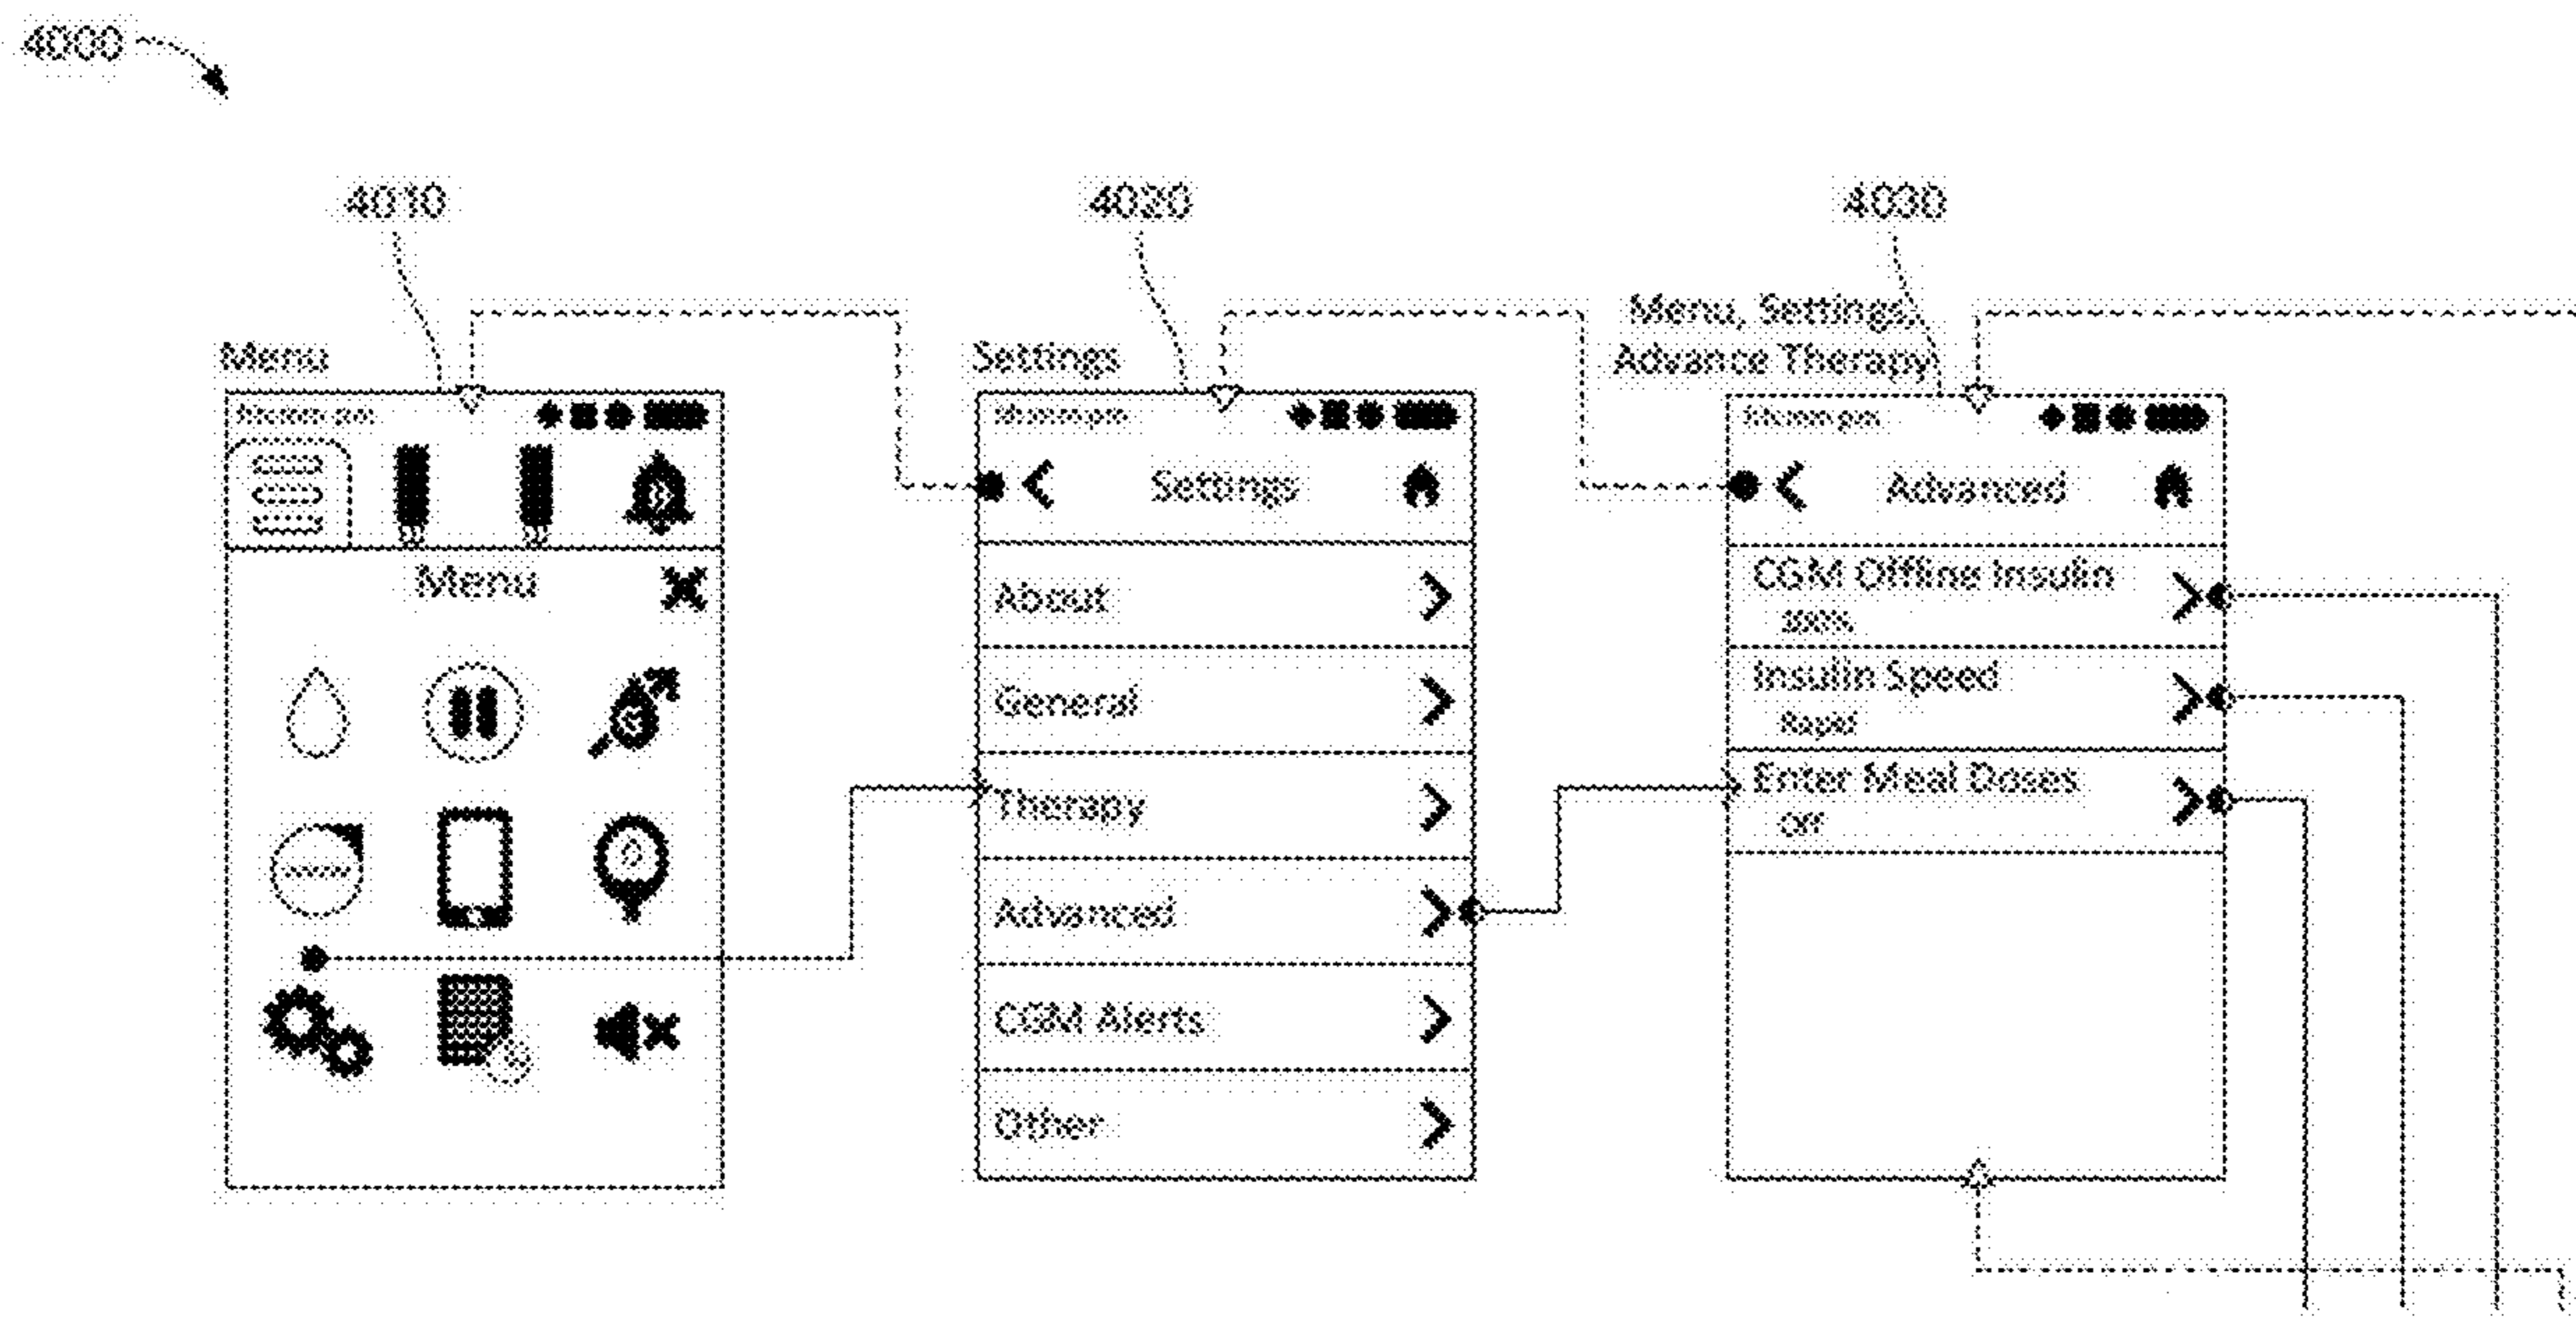 4000
4010
4020
4030
Menu, Settings,
Menu
Settings
Advance Therapy
Settings
Advanced
Menu
CGM Offline Insulin
About
Insulin Speed
General
Rapid
Enter Meal Doses
Therapy
Off
Advanced
CGM Alerts
Other